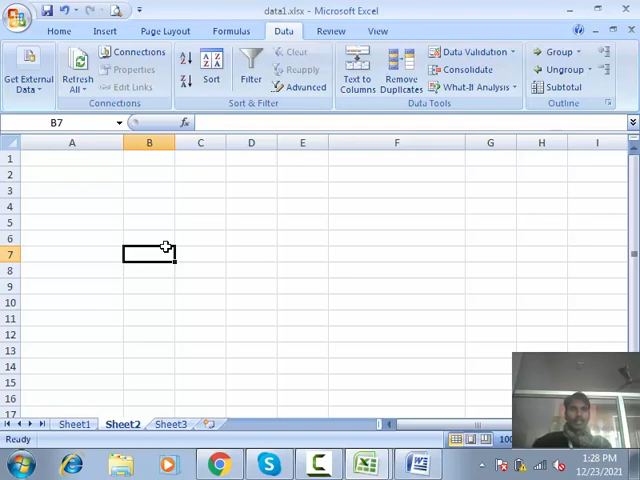 data1.xlsx - Microsoft Excel
Home Insert Page Layout Formulas Data Review View
Get External Data
Refresh All
Connections
Properties
Edit Links
Connections
Sort
Filter
Clear
Reapply
Advanced
Sort & Filter
Text to Columns
Remove Duplicates
Data Validation
Consolidate
What-If Analysis
Data Tools
Group
Ungroup
Subtotal
Outline
B7 fx
A B C D E F G H I
1
2
3
4
5
6
7
8
9
10
11
12
13
14
15
16
17
Sheet1 Sheet2 Sheet3
Ready 100
1:28 PM
12/23/2021